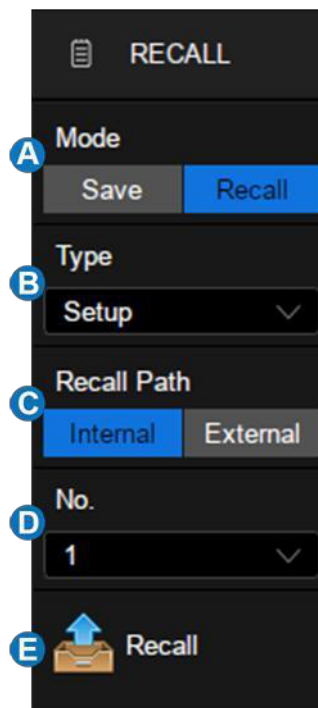 RECALL
A
Mode
Save Recall
B
Type
Setup
C
Recall Path
Internal External
D
No.
1
E
Recall